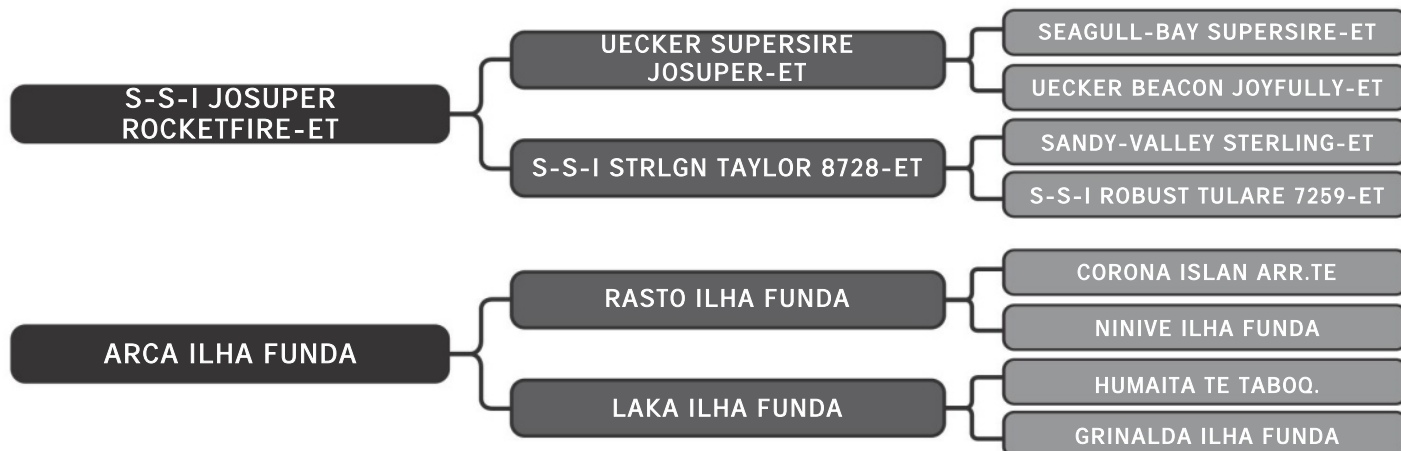 S-S-I JOSUPER
ROCKETFIRE-ET
UECKER SUPERSIRE
JOSUPER-ET
SEAGULL-BAY SUPERSIRE-ET
UECKER BEACON JOYFULLY-ET
S-S-I STRLGN TAYLOR 8728-ET
SANDY-VALLEY STERLING-ET
S-S-I ROBUST TULARE 7259-ET
ARCA ILHA FUNDA
RASTO ILHA FUNDA
CORONA ISLAN ARR.TE
NINIVE ILHA FUNDA
LAKA ILHA FUNDA
HUMAITA TE TABOQ.
GRINALDA ILHA FUNDA